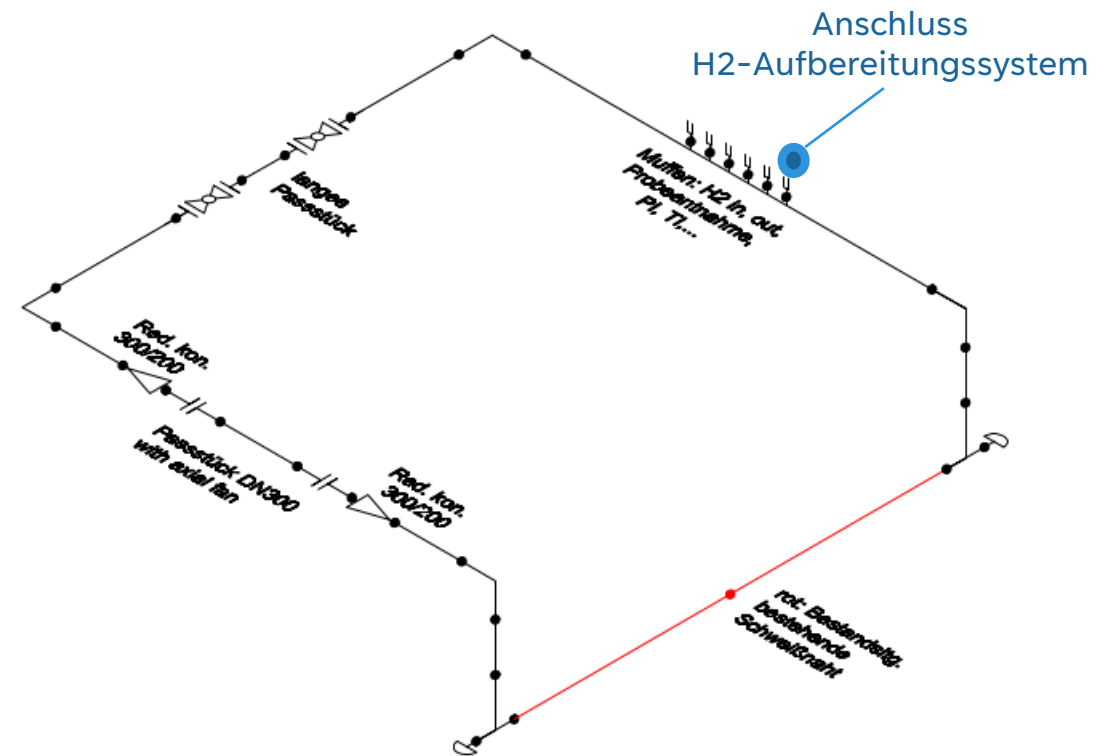 Anschluss
H2-Aufbereitungssystem
Muffen: H2 in, out,
Probeentnahme,
PI, TI,...
langes
Passstück
Red. kon.
300/200
Passstück DN300
with axial fan
Red. kon.
300/200
rot: Bestandsltg.
bestehende
Schweißnaht